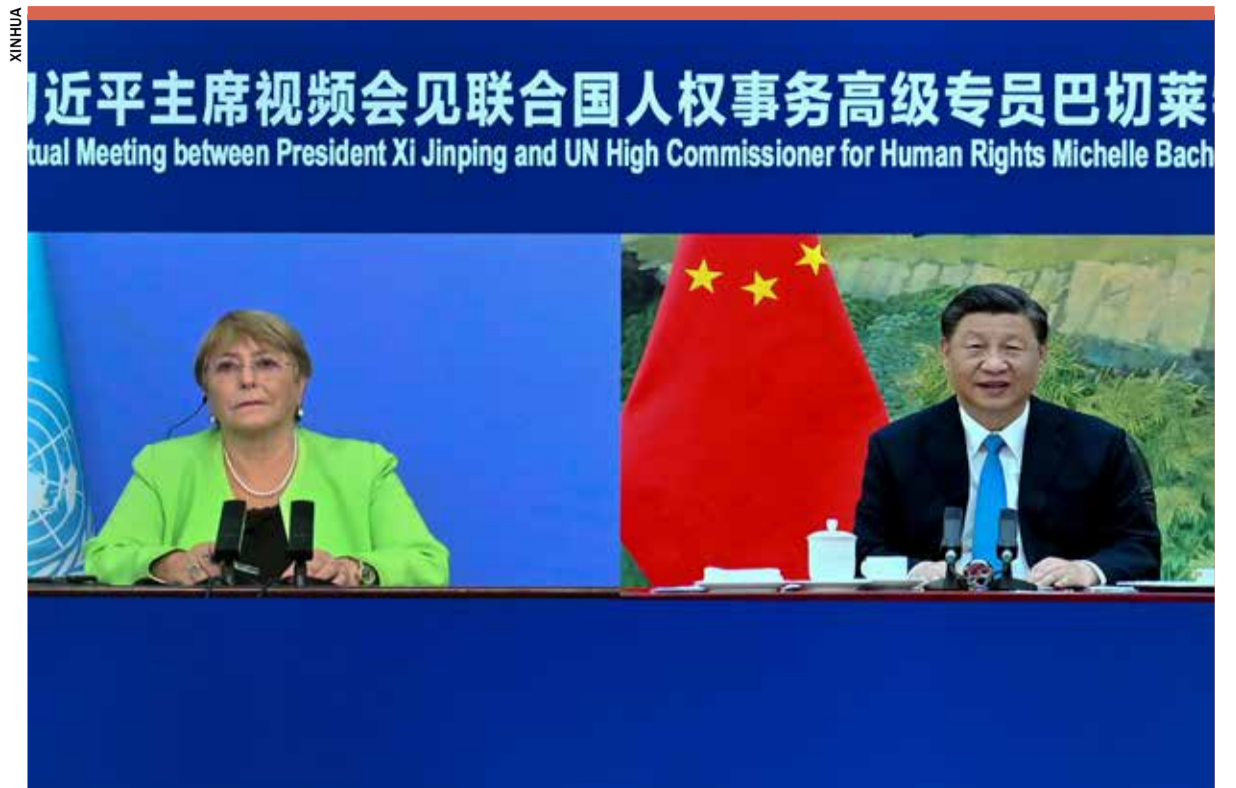 XINHUA
习近平主席视频会见联合国人权事务高级专员巴切莱
tual Meeting between President Xi Jinping and UN High Commissioner for Human Rights Michelle Bach